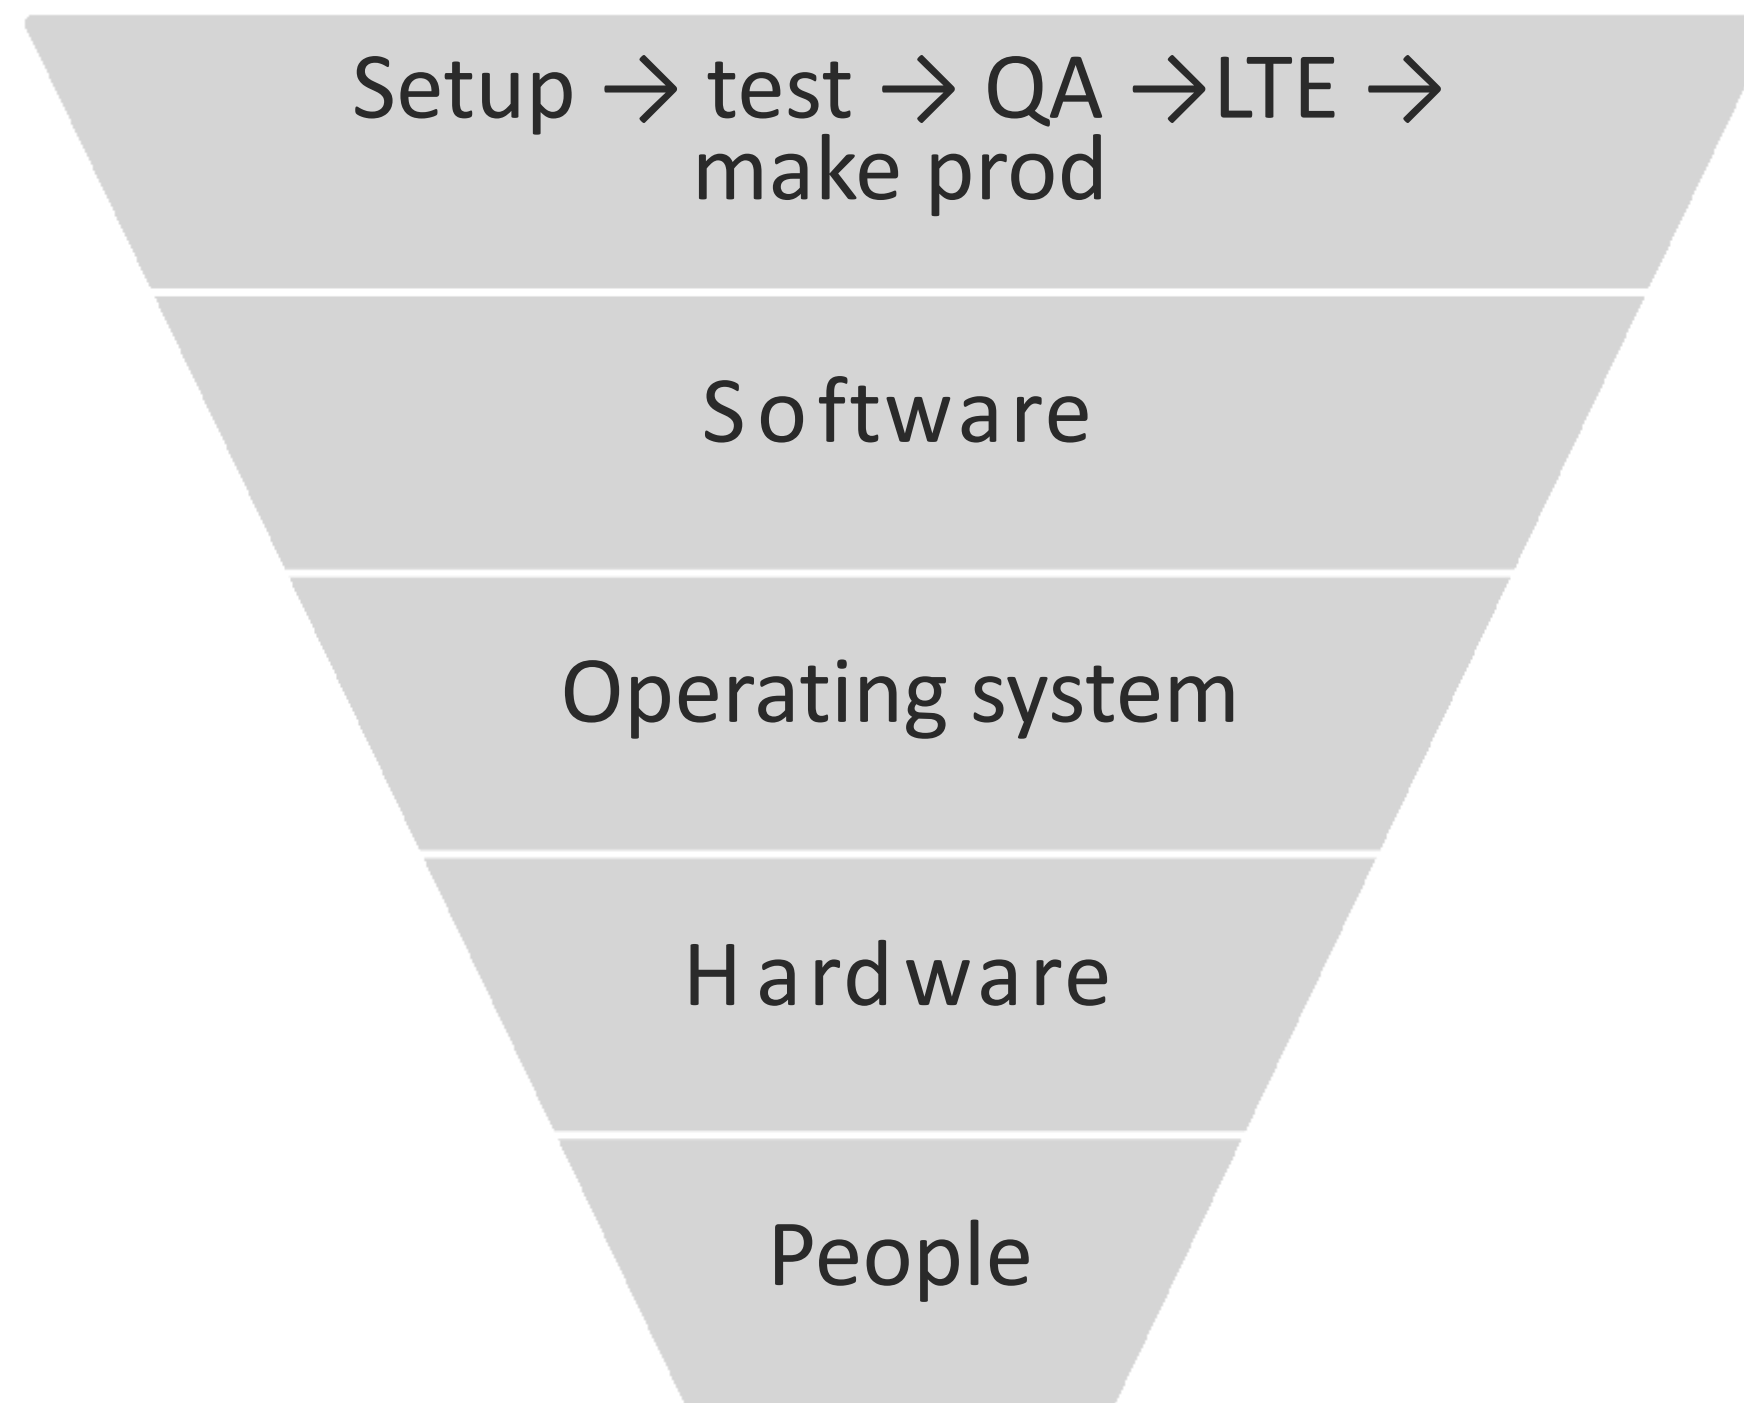 Setup → test → QA →LTE →
make prod
Software
Operating system
Hardware
People